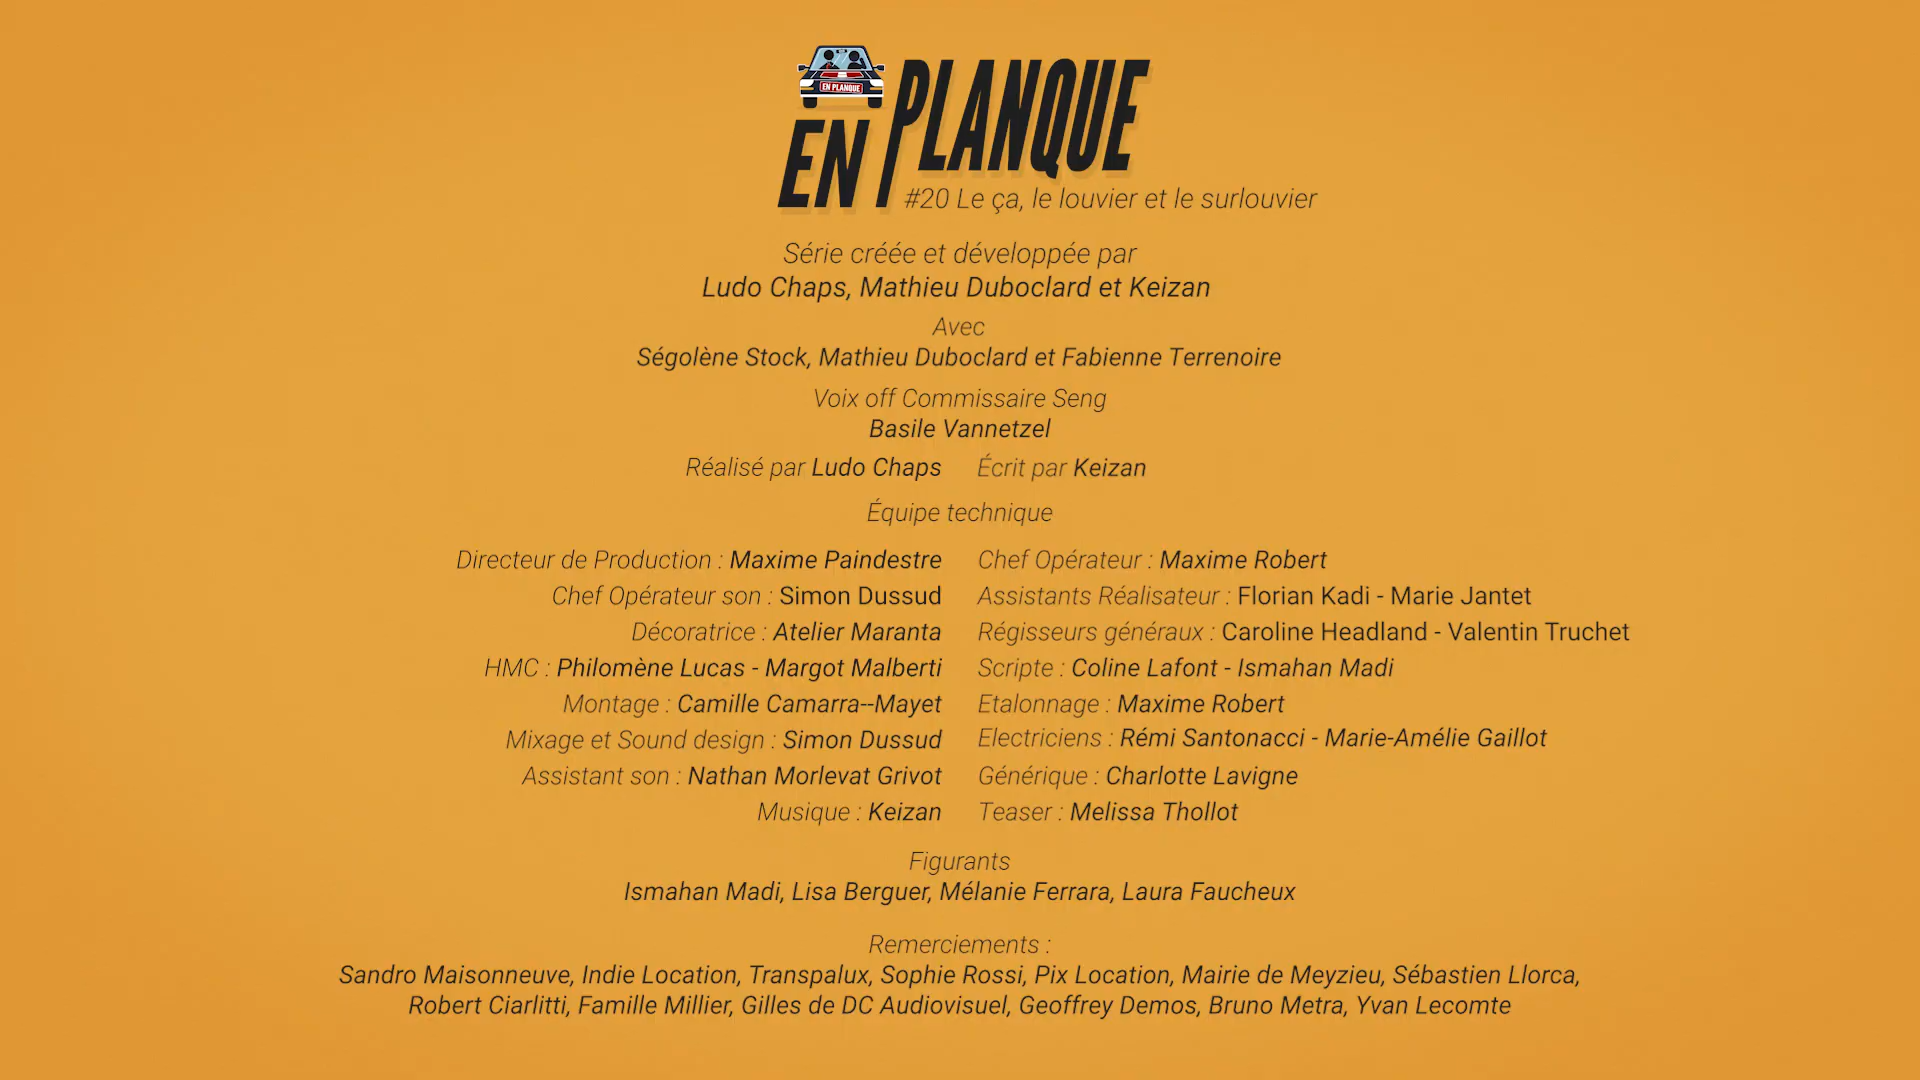 EN PLANQUE
EN PLANQUE
#20 Le ça, le louvier et le surlouvier
Série créée et développée par
Ludo Chaps, Mathieu Duboclard et Keizan
Avec
Ségolène Stock, Mathieu Duboclard et Fabienne Terrenoire
Voix off Commissaire Seng
Basile Vannetzel
Réalisé par Ludo Chaps
Écrit par Keizan
Équipe technique
Directeur de Production : Maxime Paindestre
Chef Opérateur : Maxime Robert
Chef Opérateur son : Simon Dussud
Assistants Réalisateur : Florian Kadi - Marie Jantet
Décoratrice : Atelier Maranta
Régisseurs généraux : Caroline Headland - Valentin Truchet
HMC : Philomène Lucas - Margot Malberti
Scripte : Coline Lafont - Ismahan Madi
Montage : Camille Camarra--Mayet
Etalonnage : Maxime Robert
Mixage et Sound design : Simon Dussud
Electriciens : Rémi Santonacci - Marie-Amélie Gaillot
Assistant son : Nathan Morlevat Grivot
Générique : Charlotte Lavigne
Musique : Keizan
Teaser : Melissa Thollot
Figurants
Ismahan Madi, Lisa Berguer, Mélanie Ferrara, Laura Faucheux
Remerciements :
Sandro Maisonneuve, Indie Location, Transpalux, Sophie Rossi, Pix Location, Mairie de Meyzieu, Sébastien Llorca,
Robert Ciarlitti, Famille Millier, Gilles de DC Audiovisuel, Geoffrey Demos, Bruno Metra, Yvan Lecomte